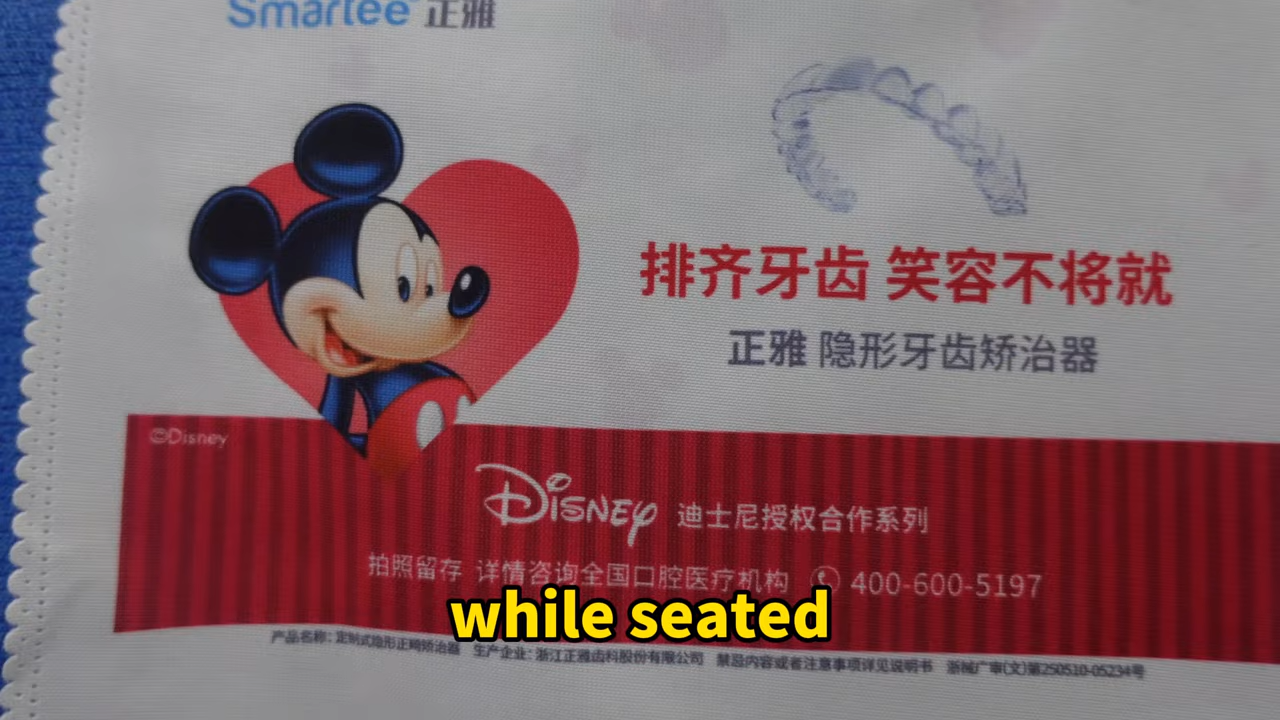 Smartee 正雅
排齐牙齿 笑容不将就
正雅 隐形牙齿矫治器
©Disney
Disney 迪士尼授权合作系列
拍照留存 详情咨询全国口腔医疗机构 400-600-5197
while seated
产品名称：定制式隐形正畸矫治器 生产企业：浙江正雅齿科股份有限公司 禁忌内容或者注意事项详见说明书 浙械广审(文)第250510-05234号